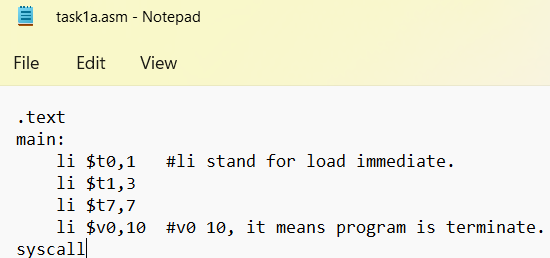 task1a.asm - Notepad
File Edit View
.text
main:
    li $t0,1   #li stand for load immediate.
    li $t1,3
    li $t7,7
    li $v0,10  #v0 10, it means program is terminate.
syscall